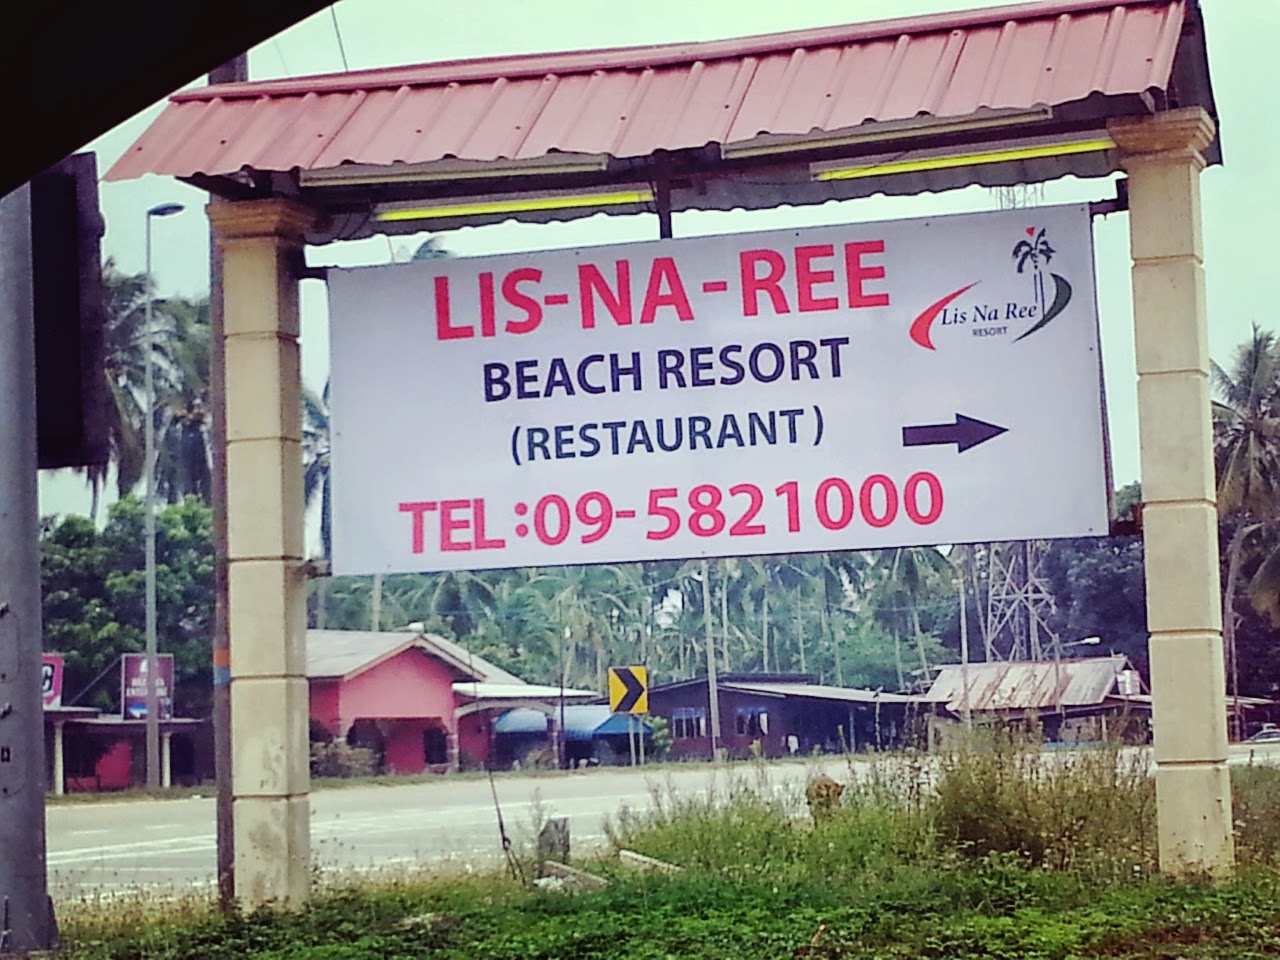 LIS-NA-REE
BEACH RESORT
(RESTAURANT)
TEL:09-5821000
Lis Na Ree
RESORT